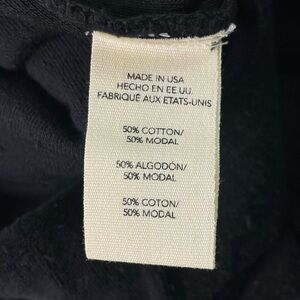 MADE IN USA
HECHO EN EE.UU.
FABRIQUÉ AUX ETATS-UNIS
50% COTTON/
50% MODAL
50% ALGODÓN/
50% MODAL
50% COTON/
50% MODAL